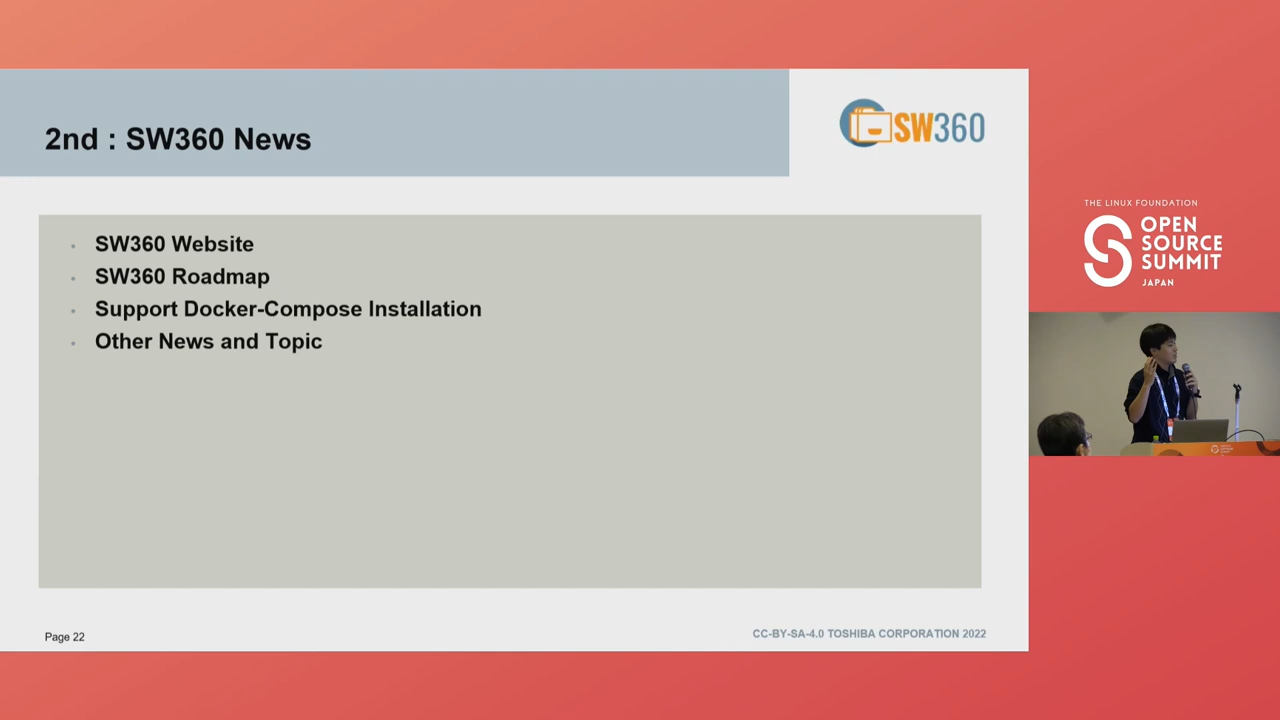 2nd : SW360 News
SW360
• SW360 Website
• SW360 Roadmap
• Support Docker-Compose Installation
• Other News and Topic
Page 22
CC-BY-SA-4.0 TOSHIBA CORPORATION 2022
THE LINUX FOUNDATION
OPEN
SOURCE
SUMMIT
JAPAN